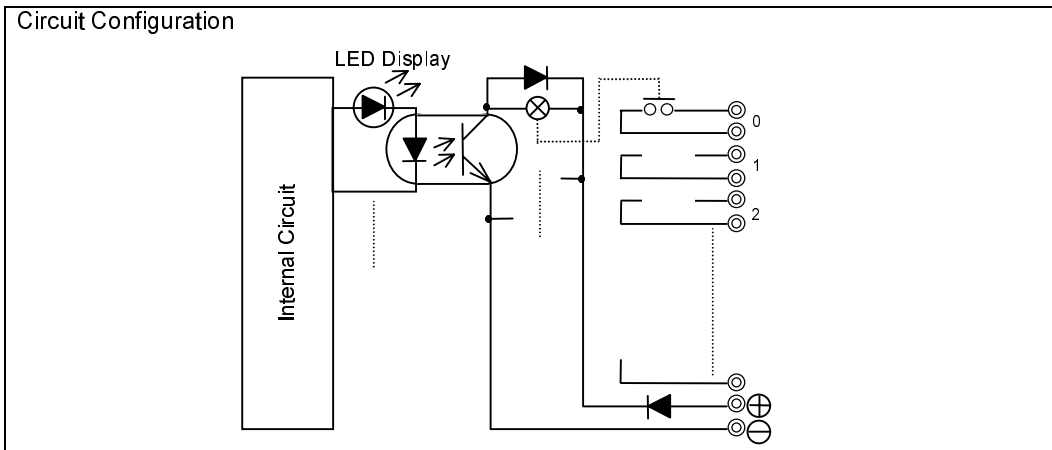 Circuit Configuration
LED Display
Internal Circuit
0
1
2